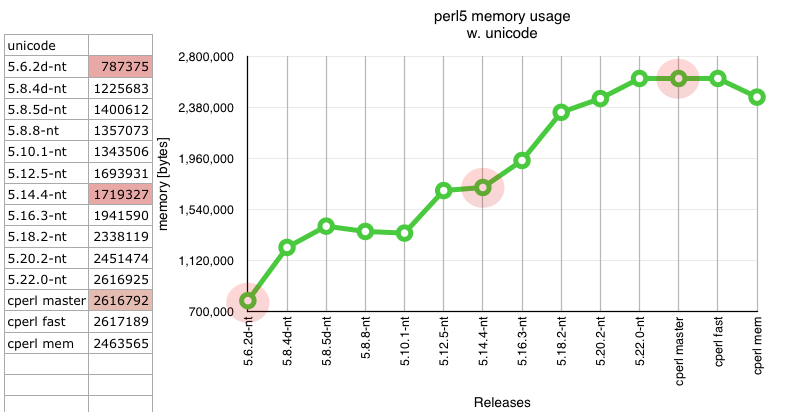 unicode
5.6.2d-nt 787375
5.8.4d-nt 1225683
5.8.5d-nt 1400612
5.8.8-nt 1357073
5.10.1-nt 1343506
5.12.5-nt 1693931
5.14.4-nt 1719327
5.16.3-nt 1941590
5.18.2-nt 2338119
5.20.2-nt 2451474
5.22.0-nt 2616925
cperl master 2616792
cperl fast 2617189
cperl mem 2463565
perl5 memory usage
w. unicode
memory [bytes]
2,800,000
2,380,000
1,960,000
1,540,000
1,120,000
700,000
5.6.2d-nt
5.8.4d-nt
5.8.5d-nt
5.8.8-nt
5.10.1-nt
5.12.5-nt
5.14.4-nt
5.16.3-nt
5.18.2-nt
5.20.2-nt
5.22.0-nt
cperl master
cperl fast
cperl mem
Releases